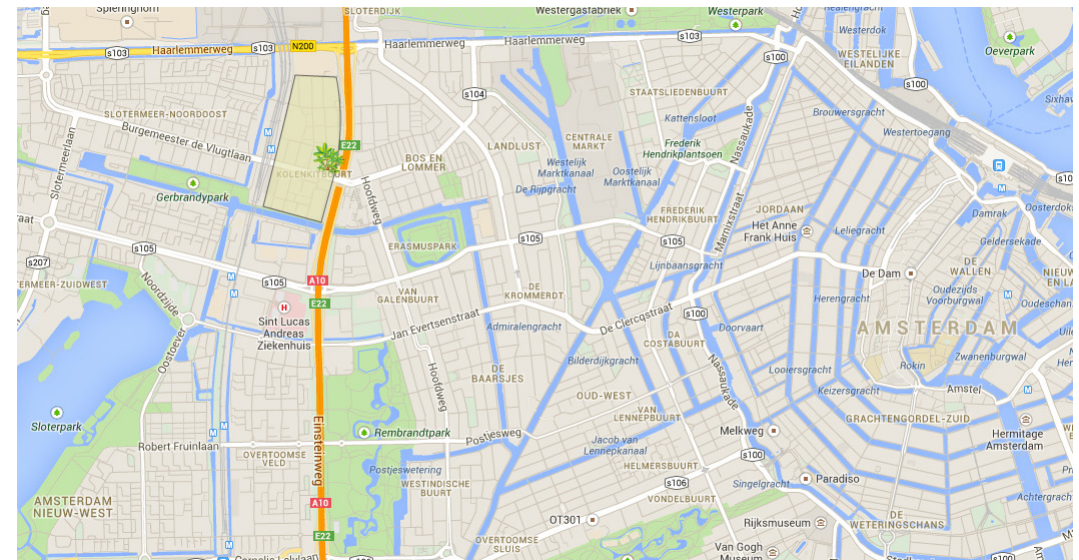 Spieringhorn
SLOTERDIJK
Westergasfabriek
Westerpark
Westerdok
WESTELIJKE
EILANDEN
Oeverpark
s103
Haarlemmerweg
s103
N200
Haarlemmerweg
Haarlemmerweg
s103
s100
s100
SLOTERMEER-NOORDOOST
Burgemeester de Vlugtlaan
Slotermeerlaan
s104
STAATSLIEDENBUURT
Kattensloot
Nassaukade
Brouwersgracht
Westertoegang
M
E22
BOS EN
LOMMER
LANDLUST
CENTRALE
MARKT
Westelijk
Marktkanaal
Oostelijk
Marktkanaal
Frederik
Hendrikplantsoen
KOLENKITBUURT
De Rijpgracht
Gerbrandypark
Hoofdweg
FREDERIK
HENDRIKBUURT
Marnixstraat
JORDAAN
Het Anne
Frank Huis
Leliegracht
Damrak
Oosterdok
Geldersekade
s105
s207
ERASMUSPARK
s105
s105
Lijnbaansgracht
De Dam
DE
WALLEN
Oudezijds
Voorburgwal
M
s105
A10
E22
VAN
GALENBUURT
DE
KROMMERDT
Herengracht
Noordzijde
H
Sint Lucas
Andreas
Ziekenhuis
Jan Evertsenstraat
Admiralengracht
De Clercqstraat
s100
Doorvaart
AMSTERDAM
M
Oostoever
DA
COSTABUURT
Bilderdijkgracht
Looiersgracht
Rokin
Zwanenburgwal
DE
BAARSJES
Hoofdweg
OUD-WEST
Nassaukade
Keizersgracht
Amstel
M
Sloterpark
Einsteinweg
VAN
LENNEPBUURT
GRACHTENGORDEL-ZUID
Hermitage
Amsterdam
M
Robert Fruinlaan
Rembrandtpark
Postjesweg
Jacob van
Lennepkanaal
Melkweg
s100
OVERTOOMSE
VELD
Postjeswetering
HELMERSBUURT
s100
s106
Singelgracht
Paradiso
WESTINDISCHE
BUURT
AMSTERDAM
NIEUW-WEST
A10
VONDELBUURT
Achtergracht
OT301
Rijksmuseum
DE
WETERINGSCHANS
s100
E22
OVERTOOMSE
SLUIS
Van Gogh
Museum